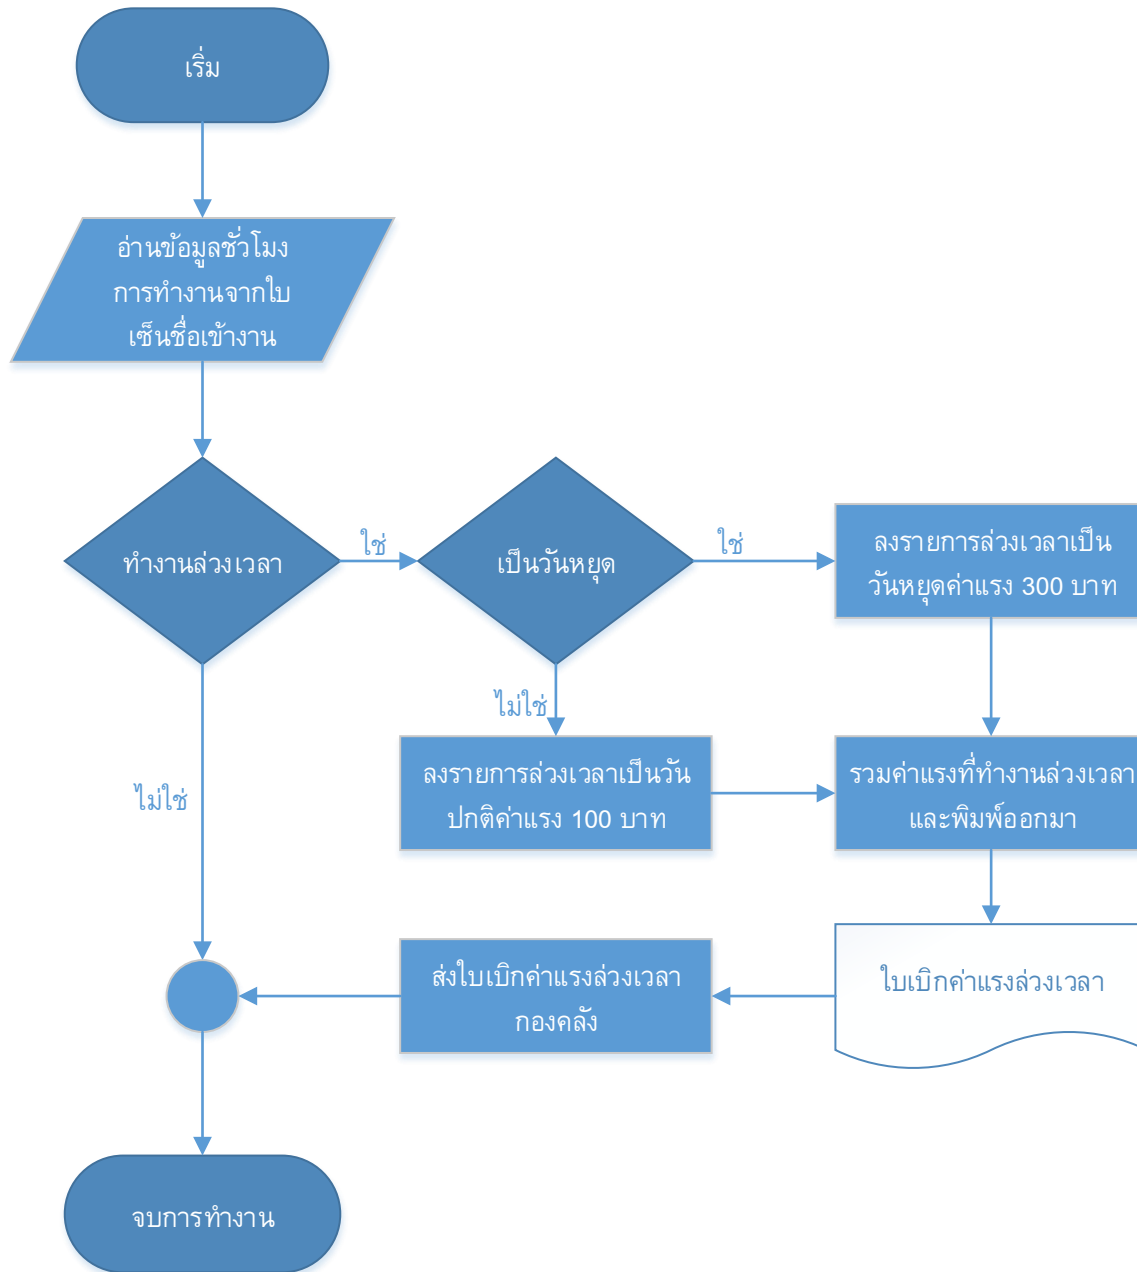 เริ่ม
อ่านข้อมูลชั่วโมง
การทำงานจากใบ
เซ็นชื่อเข้างาน
ทำงานล่วงเวลา
ใช่
เป็นวันหยุด
ใช่
ลงรายการล่วงเวลาเป็น
วันหยุดค่าแรง 300 บาท
ไม่ใช่
ลงรายการล่วงเวลาเป็นวัน
ปกติค่าแรง 100 บาท
รวมค่าแรงที่ทำงานล่วงเวลา
และพิมพ์ออกมา
ไม่ใช่
ส่งใบเบิกค่าแรงล่วงเวลา
กองคลัง
ใบเบิกค่าแรงล่วงเวลา
จบการทำงาน